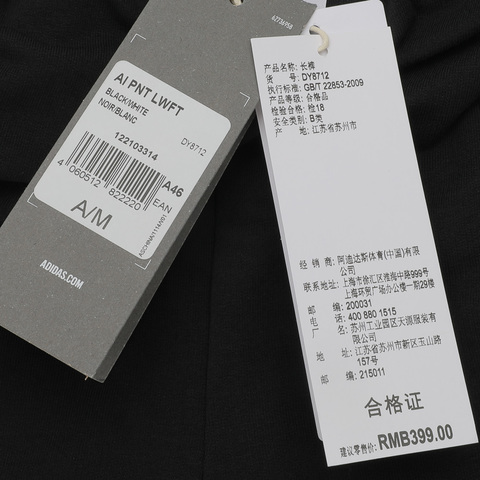 AI PNT LWFT
BLACK/WHITE
NOIR/BLANC
DY8712
122103314
A46
4 060512 822220
EAN
A/M
ADIDAS.COM
产品名称: 长裤
货 号: DY8712
执行标准: GB/T 22853-2009
产品等级: 合格品
检验合格: 检18
安全类别: B类
产 地: 江苏省苏州市
经 销 商: 阿迪达斯体育(中国)有限
公司
联系地址: 上海市徐汇区淮海中路999号
上海环贸广场办公楼一期29楼
邮 编: 200031
电 话: 400 880 1515
厂 名: 苏州工业园区天源服装有
限公司
地 址: 江苏省苏州市新区玉山路
157号
邮 编: 215011
合格证
建议零售价: RMB399.00